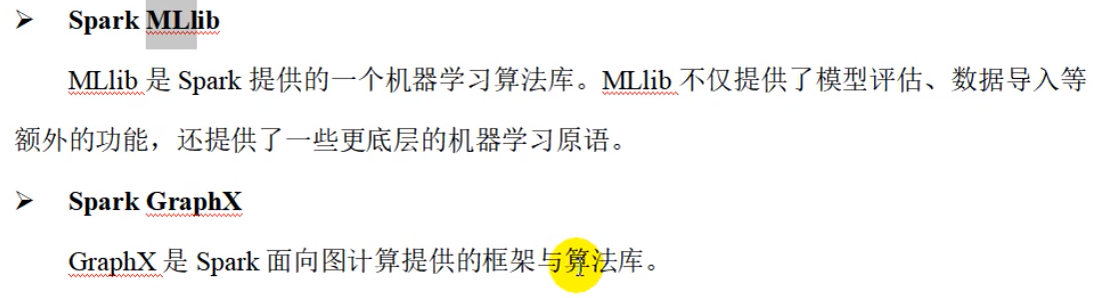 ➢ Spark MLlib
MLlib 是 Spark 提供的一个机器学习算法库。MLlib 不仅提供了模型评估、数据导入等
额外的功能，还提供了一些更底层的机器学习原语。
➢ Spark GraphX
GraphX 是 Spark 面向图计算提供的框架与算法库。